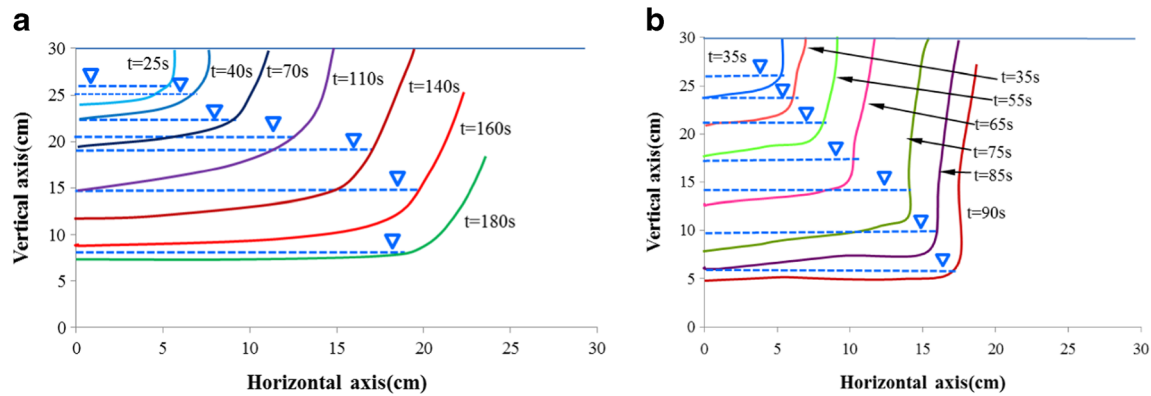 a
30
25
20
15
10
5
0
t=25s
t=40s
t=70s
t=110s
t=140s
t=160s
t=180s
0 5 10 15 20 25 30
Vertical axis(cm)
Horizontal axis(cm)
b
30
25
20
15
10
5
0
t=35s
t=35s
t=55s
t=65s
t=75s
t=85s
t=90s
0 5 10 15 20 25 30
Vertical axis(cm)
Horizontal axis(cm)